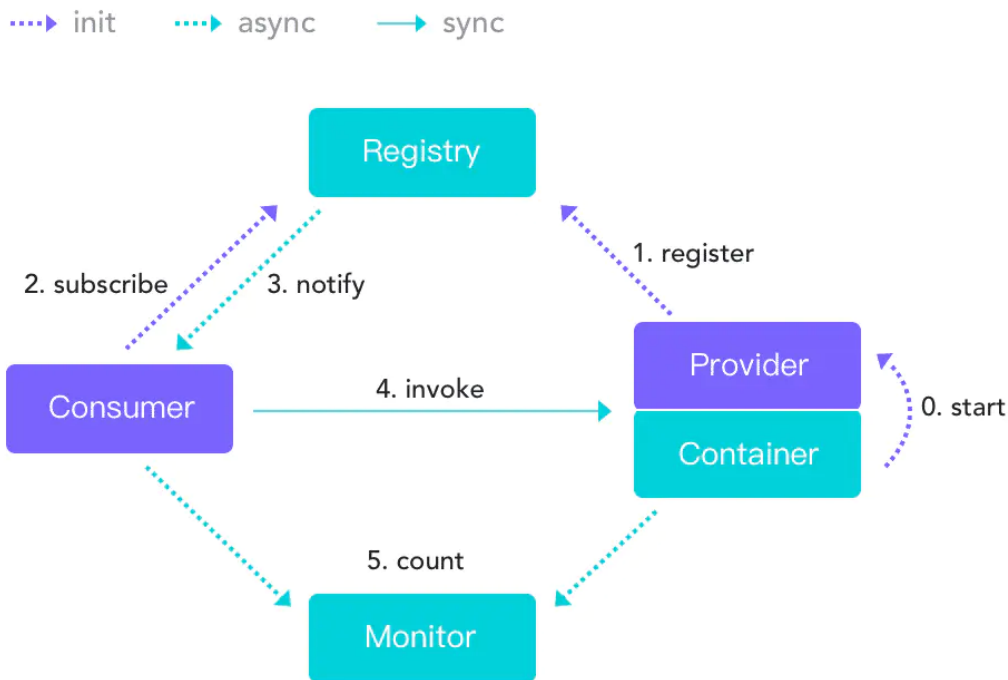 init
async
sync
Registry
1. register
2. subscribe
3. notify
Provider
4. invoke
Consumer
0. start
Container
5. count
Monitor